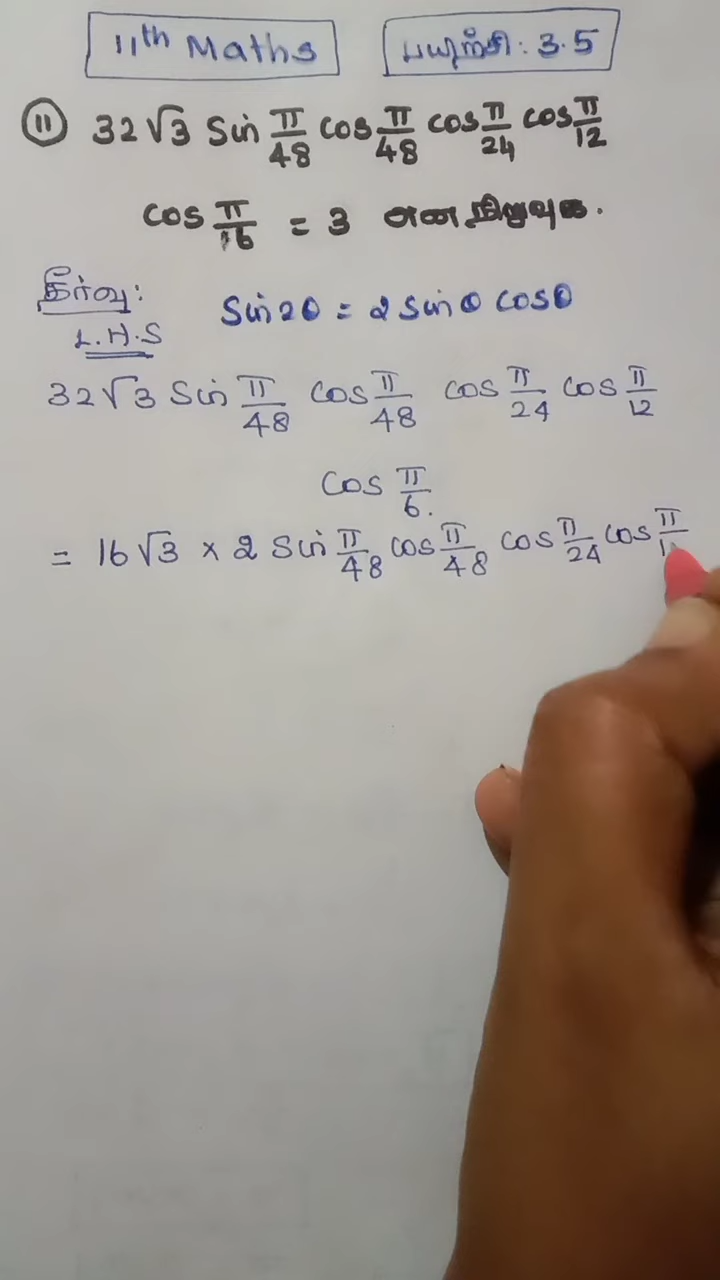 11th Maths
பயிற்சி : 3.5
⑪ 32√3 Sin π/48 cos π/48 cos π/24 cos π/12
cos π/16 = 3 என நிறுவுக.
தீர்வு:
Sin2θ = 2 Sinθ cosθ
L.H.S
32√3 Sin π/48 cos π/48 cos π/24 cos π/12
cos π/6.
= 16√3 × 2 Sin π/48 cos π/48 cos π/24 cos π/1